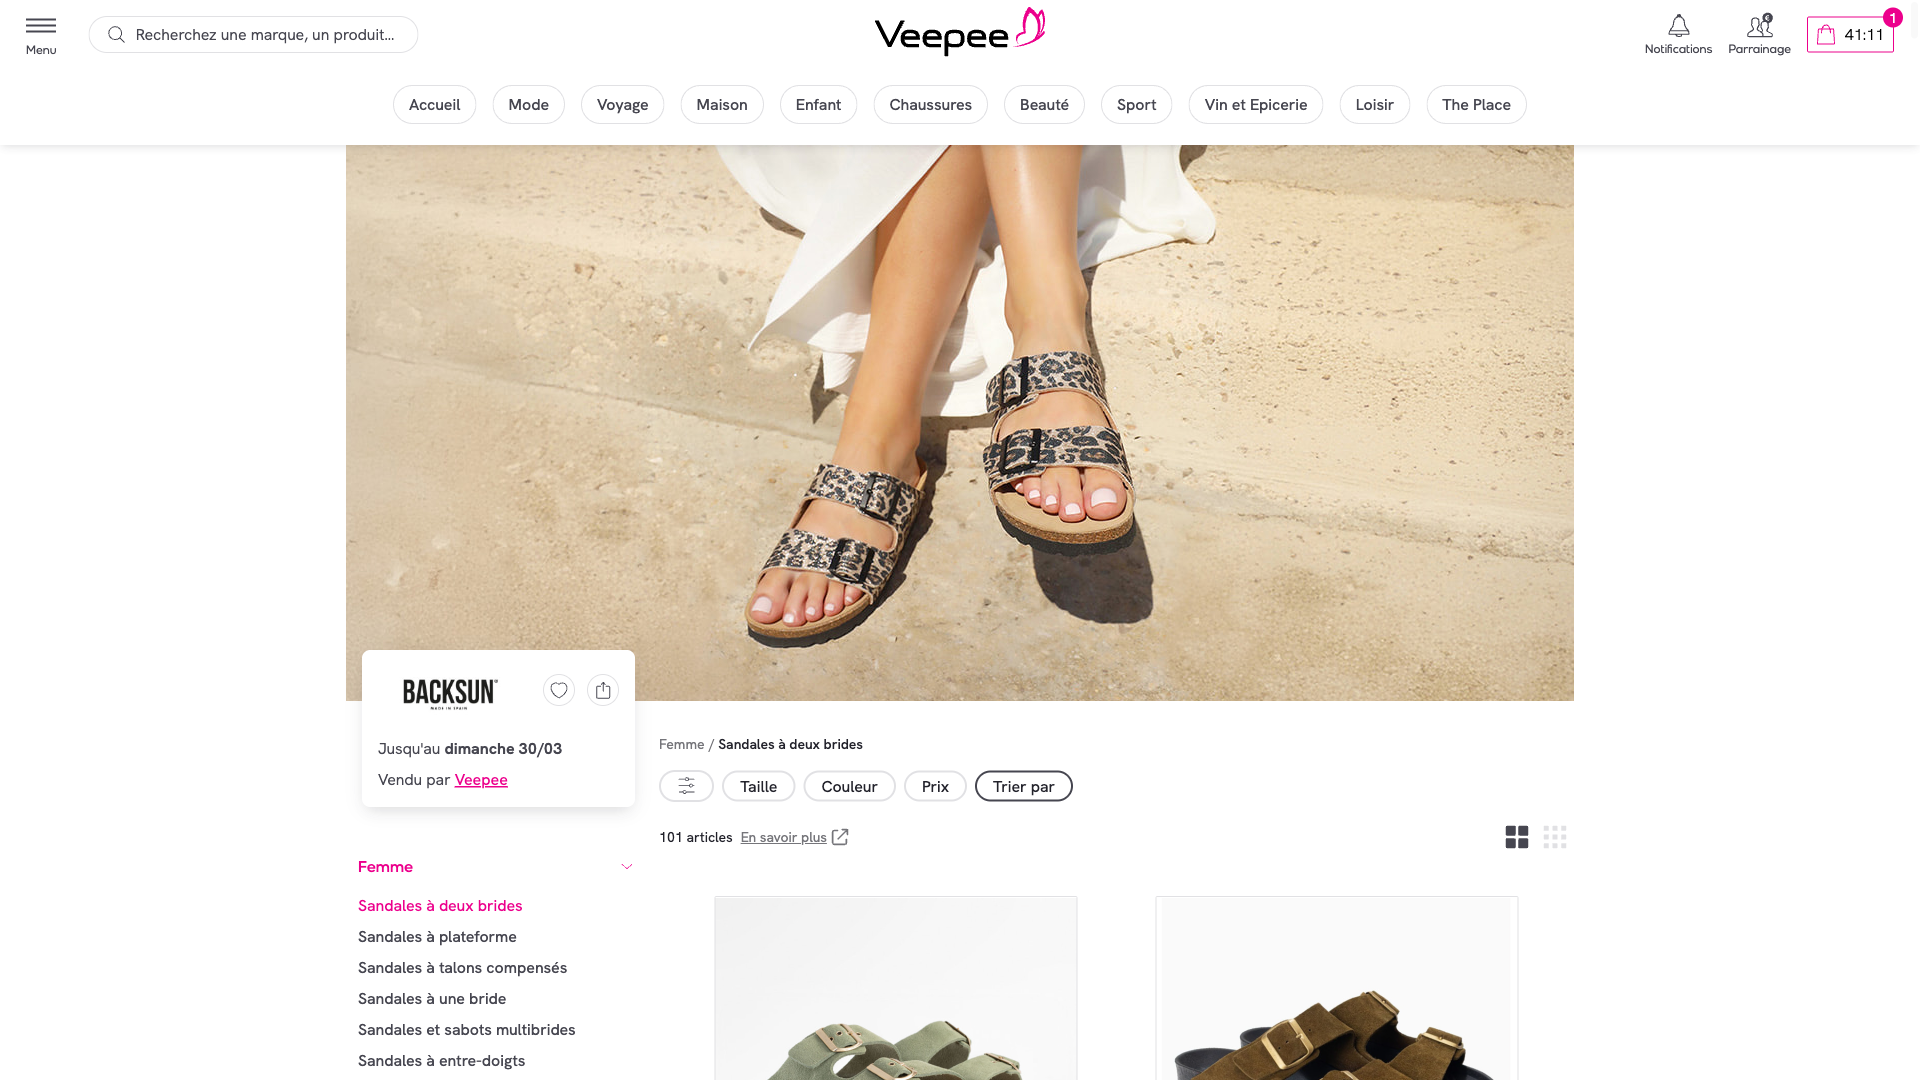 Menu
Recherchez une marque, un produit...
Veepee
Notifications
€
Parrainage
41:11
1
Accueil
Mode
Voyage
Maison
Enfant
Chaussures
Beauté
Sport
Vin et Epicerie
Loisir
The Place
BACKSUN
MADE IN SPAIN
Jusqu'au dimanche 30/03
Vendu par Veepee
Femme / Sandales à deux brides
Taille
Couleur
Prix
Trier par
101 articles En savoir plus
Femme
Sandales à deux brides
Sandales à plateforme
Sandales à talons compensés
Sandales à une bride
Sandales et sabots multibrides
Sandales à entre-doigts